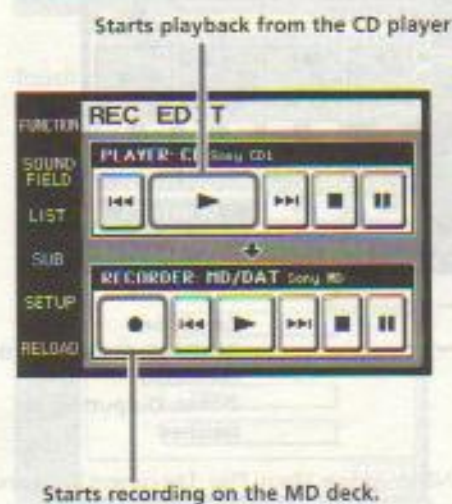 Starts playback from the CD player
FUNCTION
REC EDIT
SOUND FIELD
PLAYER: CD Sony CD1
LIST
SUB
RECORDER: MD/DAT Sony MD
SETUP
RELOAD
Starts recording on the MD deck.